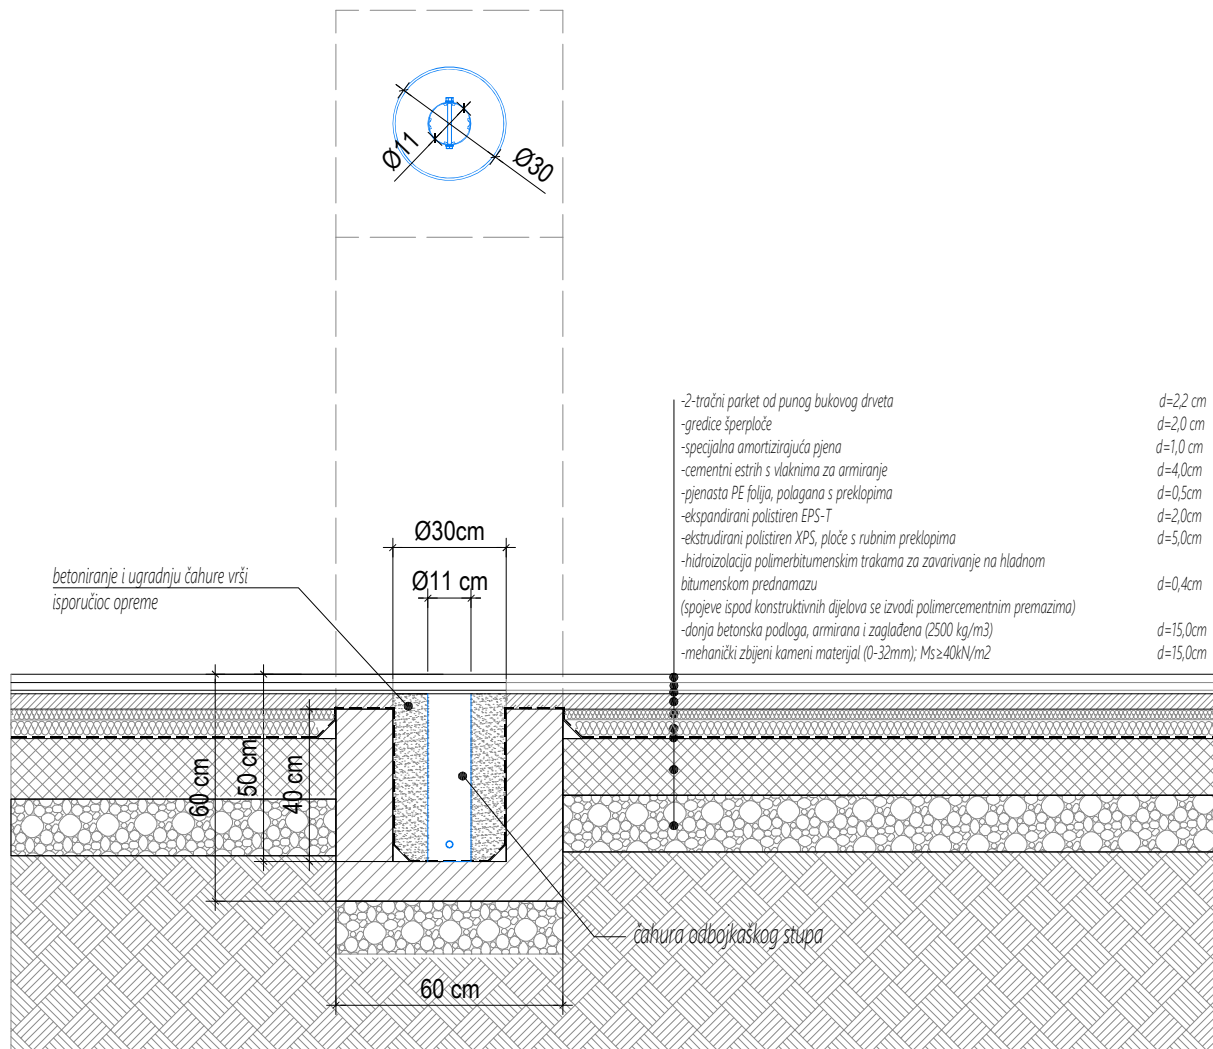 Ø11
Ø30
-2-tračni parket od punog bukovog drveta d=2,2 cm
-gredice šperploče d=2,0 cm
-specijalna amortizirajuća pjena d=1,0 cm
-cementni estrih s vlaknima za armiranje d=4,0cm
-pjenasta PE folija, polagana s preklopima d=0,5cm
-ekspandirani polistiren EPS-T d=2,0cm
-ekstrudirani polistiren XPS, ploče s rubnim preklopima d=5,0cm
-hidroizolacija polimerbitumenskim trakama za zavarivanje na hladnom
bitumenskom prednamazu d=0,4cm
(spojeve ispod konstruktivnih dijelova se izvodi polimercementnim premazima)
-donja betonska podloga, armirana i zaglađena (2500 kg/m3) d=15,0cm
-mehanički zbijeni kameni materijal (0-32mm); Ms≥40kN/m2 d=15,0cm
Ø30cm
Ø11 cm
betoniranje i ugradnju čahure vrši
isporučioc opreme
60 cm
50 cm
40 cm
čahura odbojkaškog stupa
60 cm